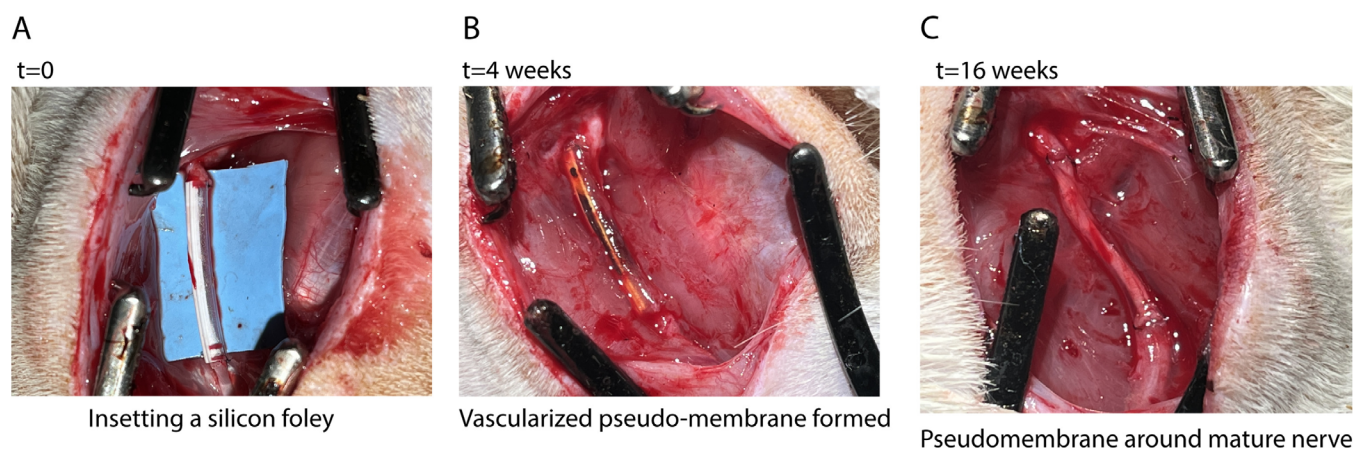 A
t=0
Insetting a silicon foley
B
t=4 weeks
Vascularized pseudo-membrane formed
C
t=16 weeks
Pseudomembrane around mature nerve